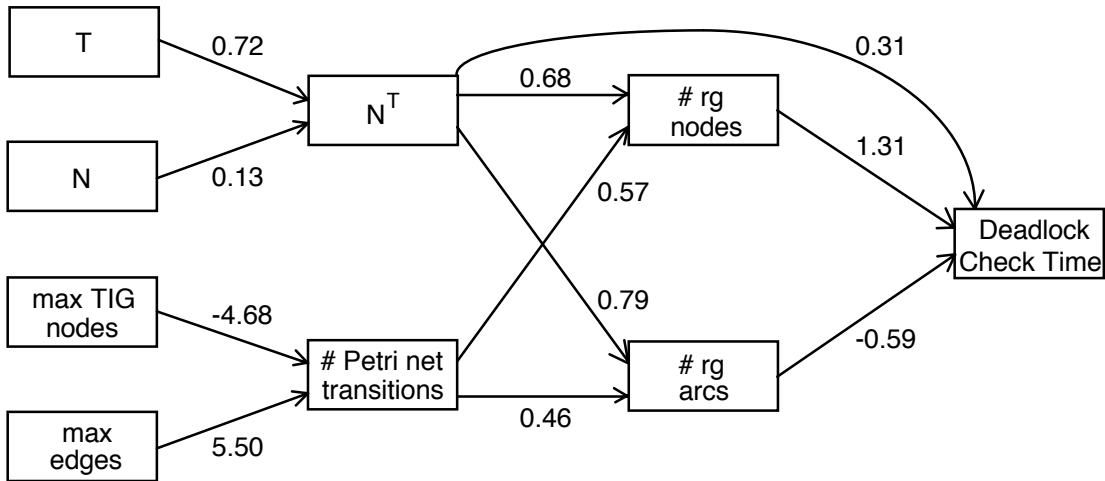 T
0.72
N
0.13
N^T
0.68
0.31
# rg
nodes
1.31
0.57
Deadlock
Check Time
max TIG
nodes
-4.68
0.79
# Petri net
transitions
# rg
arcs
-0.59
0.46
max
edges
5.50